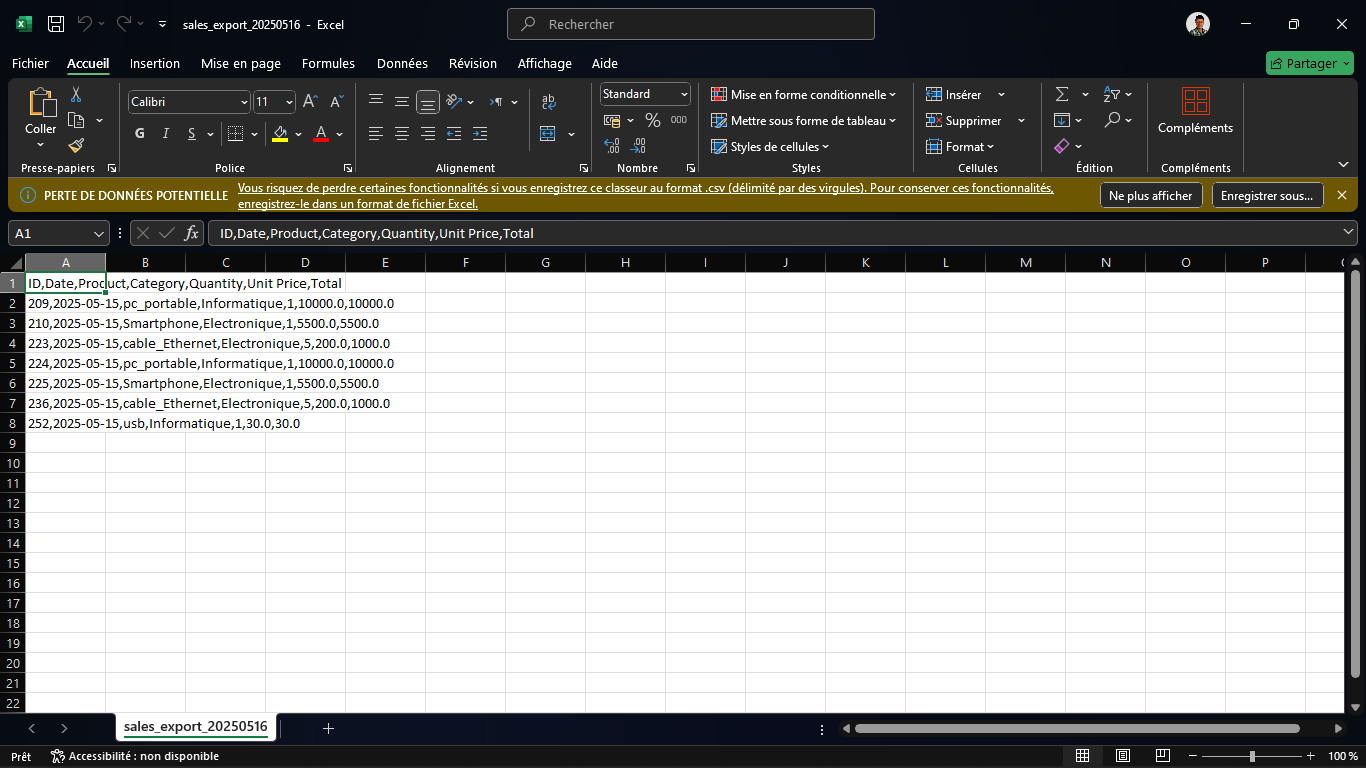 sales_export_20250516 - Excel
Rechercher
Fichier Accueil Insertion Mise en page Formules Données Révision Affichage Aide
Partager
Coller
Presse-papiers
Calibri 11
G I S
A A
Police
ab
Alignement
Standard
% 000
Nombre
Mise en forme conditionnelle
Mettre sous forme de tableau
Styles de cellules
Styles
Insérer
Supprimer
Format
Cellules
Édition
Compléments
Compléments
PERTE DE DONNÉES POTENTIELLE
Vous risquez de perdre certaines fonctionnalités si vous enregistrez ce classeur au format .csv (délimité par des virgules). Pour conserver ces fonctionnalités,
enregistrez-le dans un format de fichier Excel.
Ne plus afficher
Enregistrer sous...
A1
fx
ID,Date,Product,Category,Quantity,Unit Price,Total
A B C D E F G H I J K L M N O P
1 ID,Date,Product,Category,Quantity,Unit Price,Total
2 209,2025-05-15,pc_portable,Informatique,1,10000.0,10000.0
3 210,2025-05-15,Smartphone,Electronique,1,5500.0,5500.0
4 223,2025-05-15,cable_Ethernet,Electronique,5,200.0,1000.0
5 224,2025-05-15,pc_portable,Informatique,1,10000.0,10000.0
6 225,2025-05-15,Smartphone,Electronique,1,5500.0,5500.0
7 236,2025-05-15,cable_Ethernet,Electronique,5,200.0,1000.0
8 252,2025-05-15,usb,Informatique,1,30.0,30.0
9
10
11
12
13
14
15
16
17
18
19
20
21
22
sales_export_20250516
Prêt
Accessibilité : non disponible
100 %